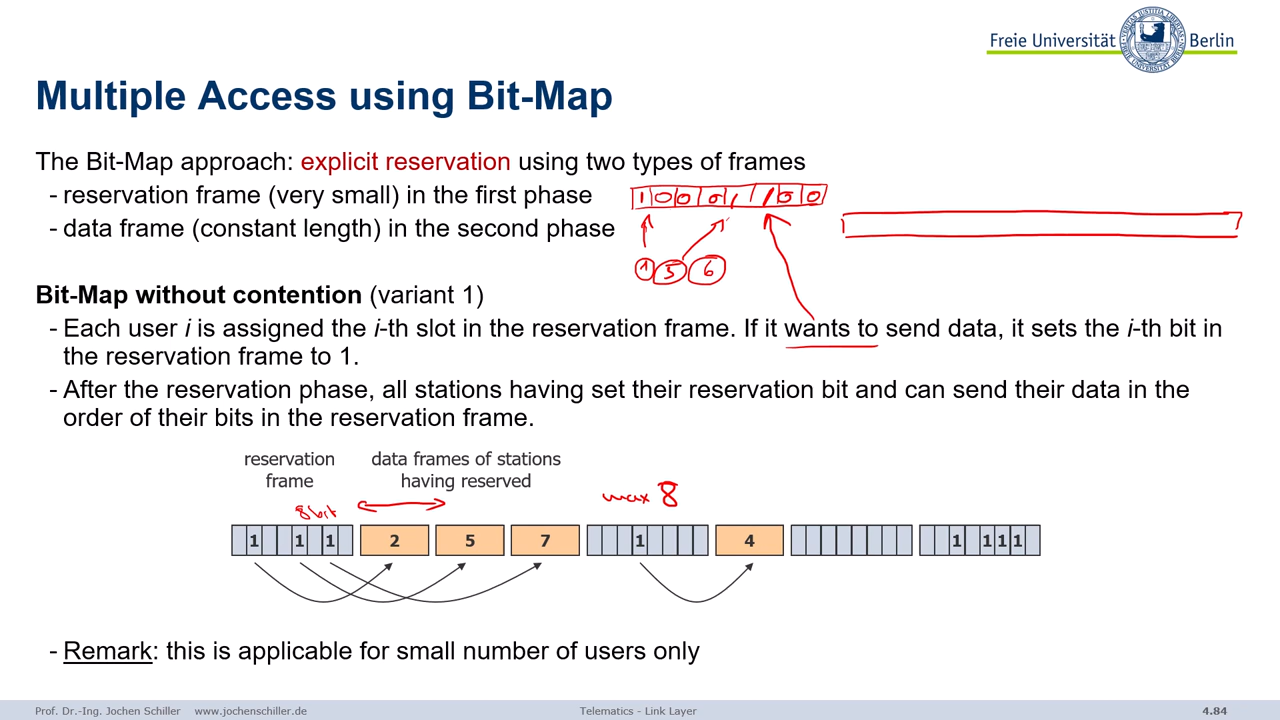 Freie Universität Berlin
Multiple Access using Bit-Map
The Bit-Map approach: explicit reservation using two types of frames
- reservation frame (very small) in the first phase
1 0 0 0 1 1 0 0
- data frame (constant length) in the second phase
1 5 6
Bit-Map without contention (variant 1)
- Each user i is assigned the i-th slot in the reservation frame. If it wants to send data, it sets the i-th bit in
the reservation frame to 1.
- After the reservation phase, all stations having set their reservation bit and can send their data in the
order of their bits in the reservation frame.
reservation
frame
data frames of stations
having reserved
8 bit
max 8
1 1 1 2 5 7 1 4 1 1 1 1
- Remark: this is applicable for small number of users only
Prof. Dr.-Ing. Jochen Schiller www.jochenschiller.de Telematics - Link Layer 4.84